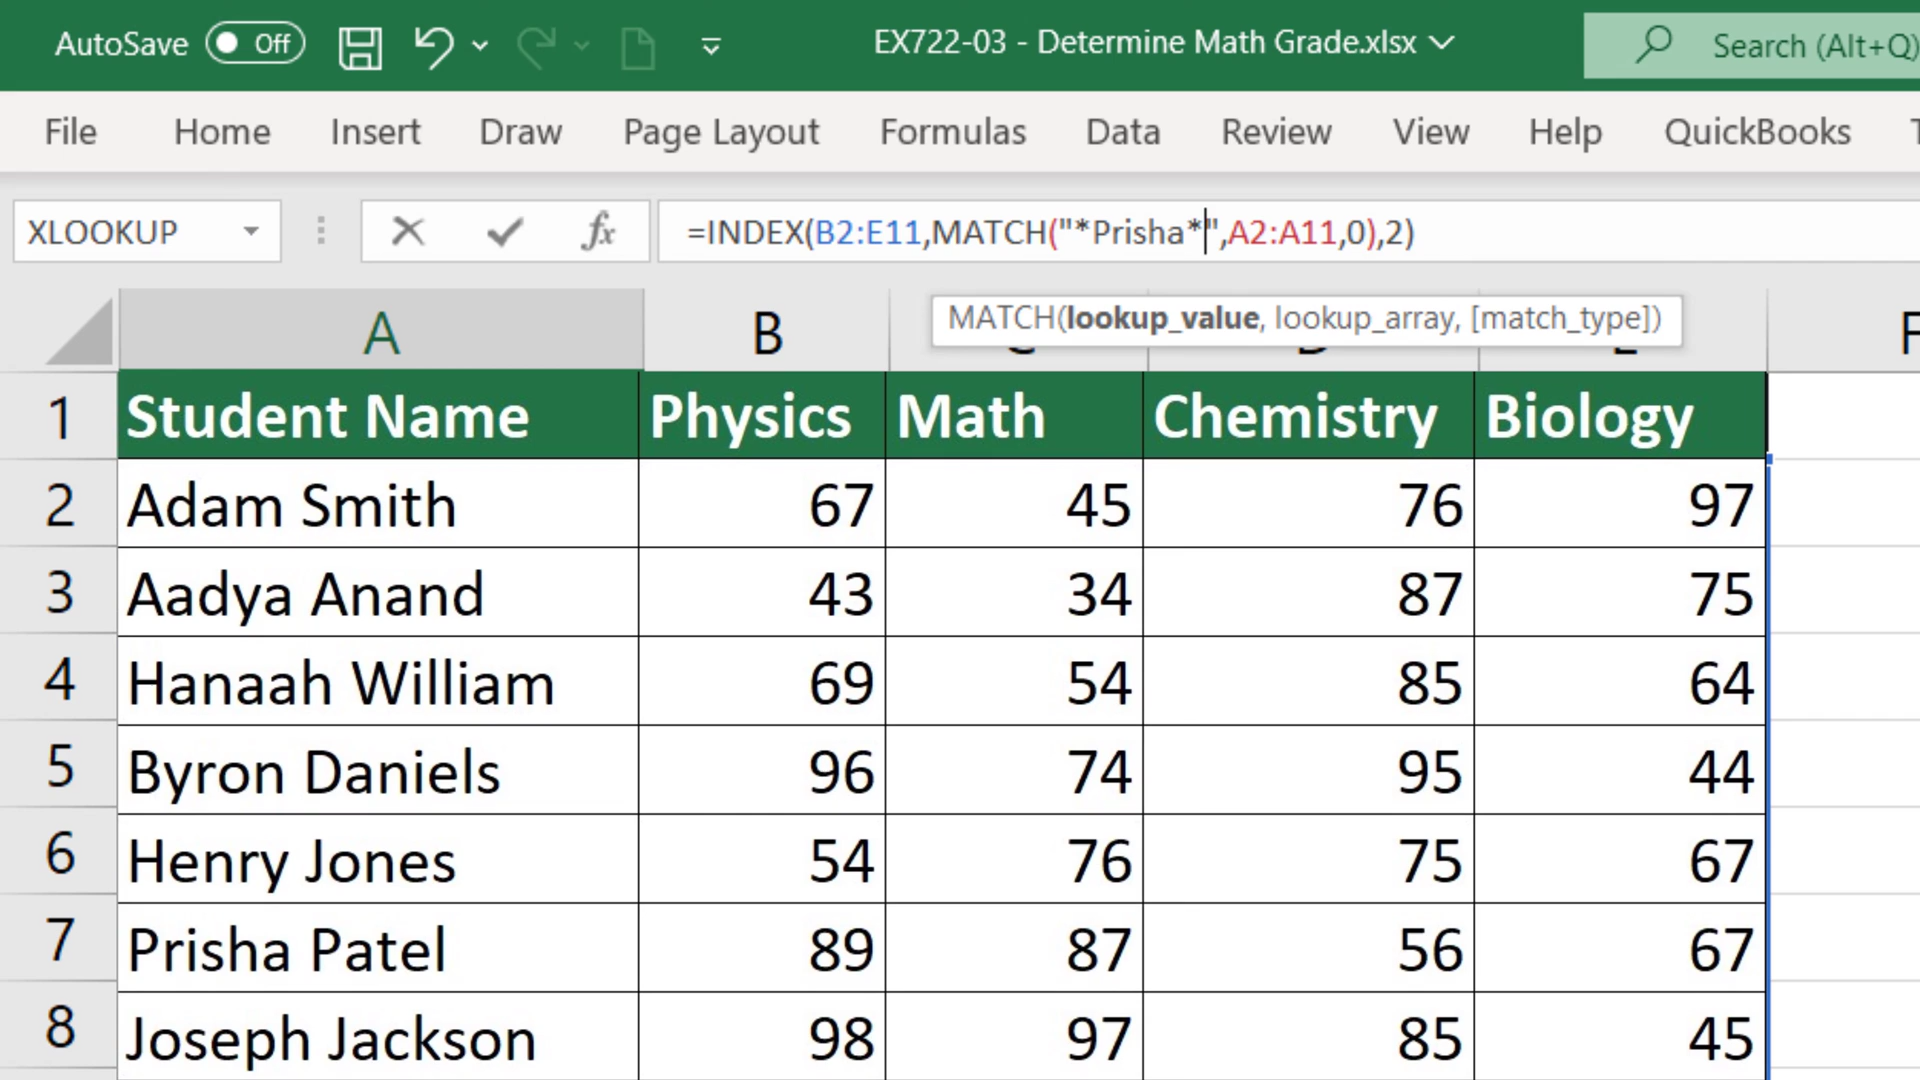 AutoSave Off EX722-03 - Determine Math Grade.xlsx Search (Alt+Q)
File Home Insert Draw Page Layout Formulas Data Review View Help QuickBooks
XLOOKUP fx =INDEX(B2:E11,MATCH("*Prisha*",A2:A11,0),2)
MATCH(lookup_value, lookup_array, [match_type])
A B
1 Student Name Physics Math Chemistry Biology
2 Adam Smith 67 45 76 97
3 Aadya Anand 43 34 87 75
4 Hanaah William 69 54 85 64
5 Byron Daniels 96 74 95 44
6 Henry Jones 54 76 75 67
7 Prisha Patel 89 87 56 67
8 Joseph Jackson 98 97 85 45